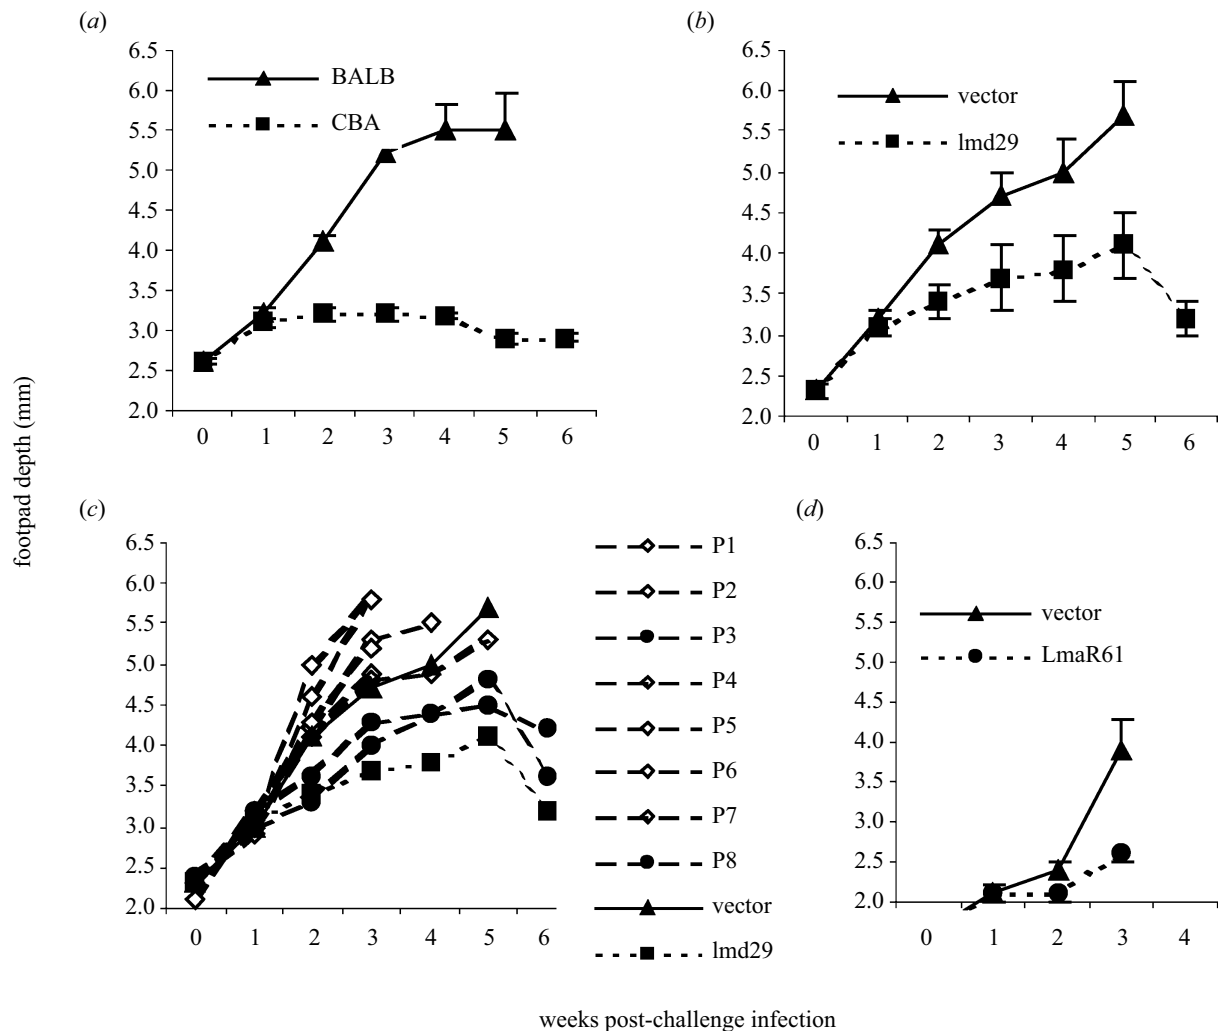 (a)
6.5
6.0
5.5
5.0
4.5
4.0
3.5
3.0
2.5
2.0
BALB
CBA
0 1 2 3 4 5 6
(b)
6.5
6.0
5.5
5.0
4.5
4.0
3.5
3.0
2.5
2.0
vector
lmd29
0 1 2 3 4 5 6
footpad depth (mm)
(c)
6.5
6.0
5.5
5.0
4.5
4.0
3.5
3.0
2.5
2.0
0 1 2 3 4 5 6
P1
P2
P3
P4
P5
P6
P7
P8
vector
lmd29
(d)
6.5
6.0
5.5
5.0
4.5
4.0
3.5
3.0
2.5
2.0
vector
LmaR61
0 1 2 3 4
weeks post-challenge infection